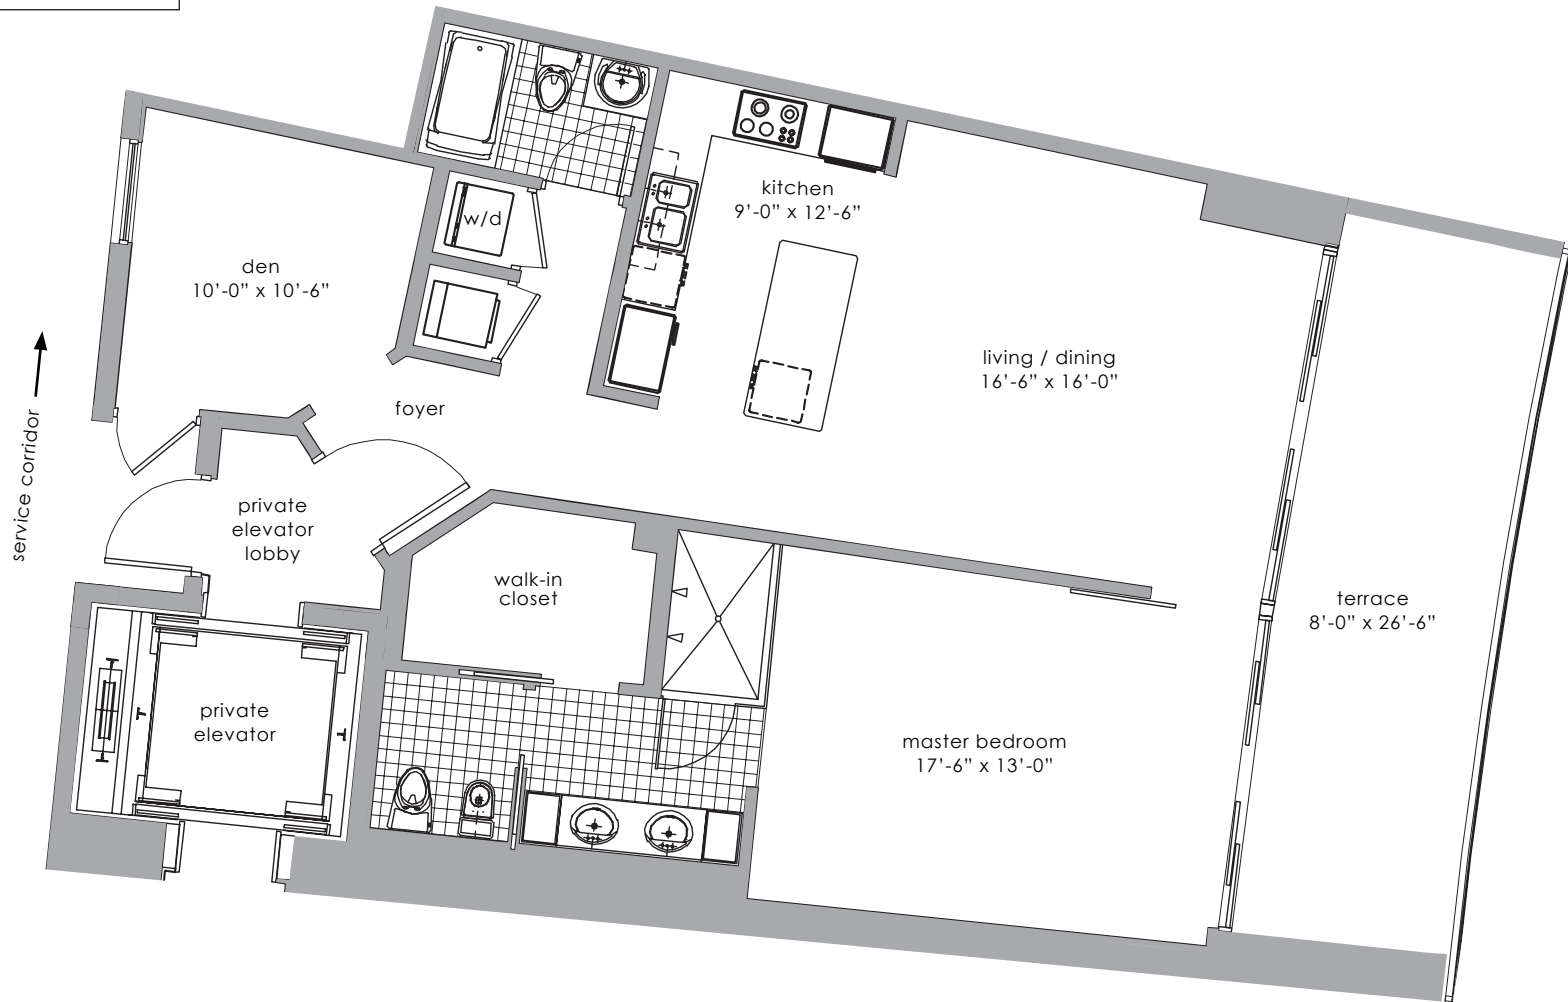 kitchen
9’-0” x 12’-6”
w/d
den
10’-0” x 10’-6”
living / dining
16’-6” x 16’-0”
foyer
service corridor
private
elevator
lobby
walk-in
closet
terrace
8’-0” x 26’-6”
private
elevator
master bedroom
17’-6” x 13’-0”